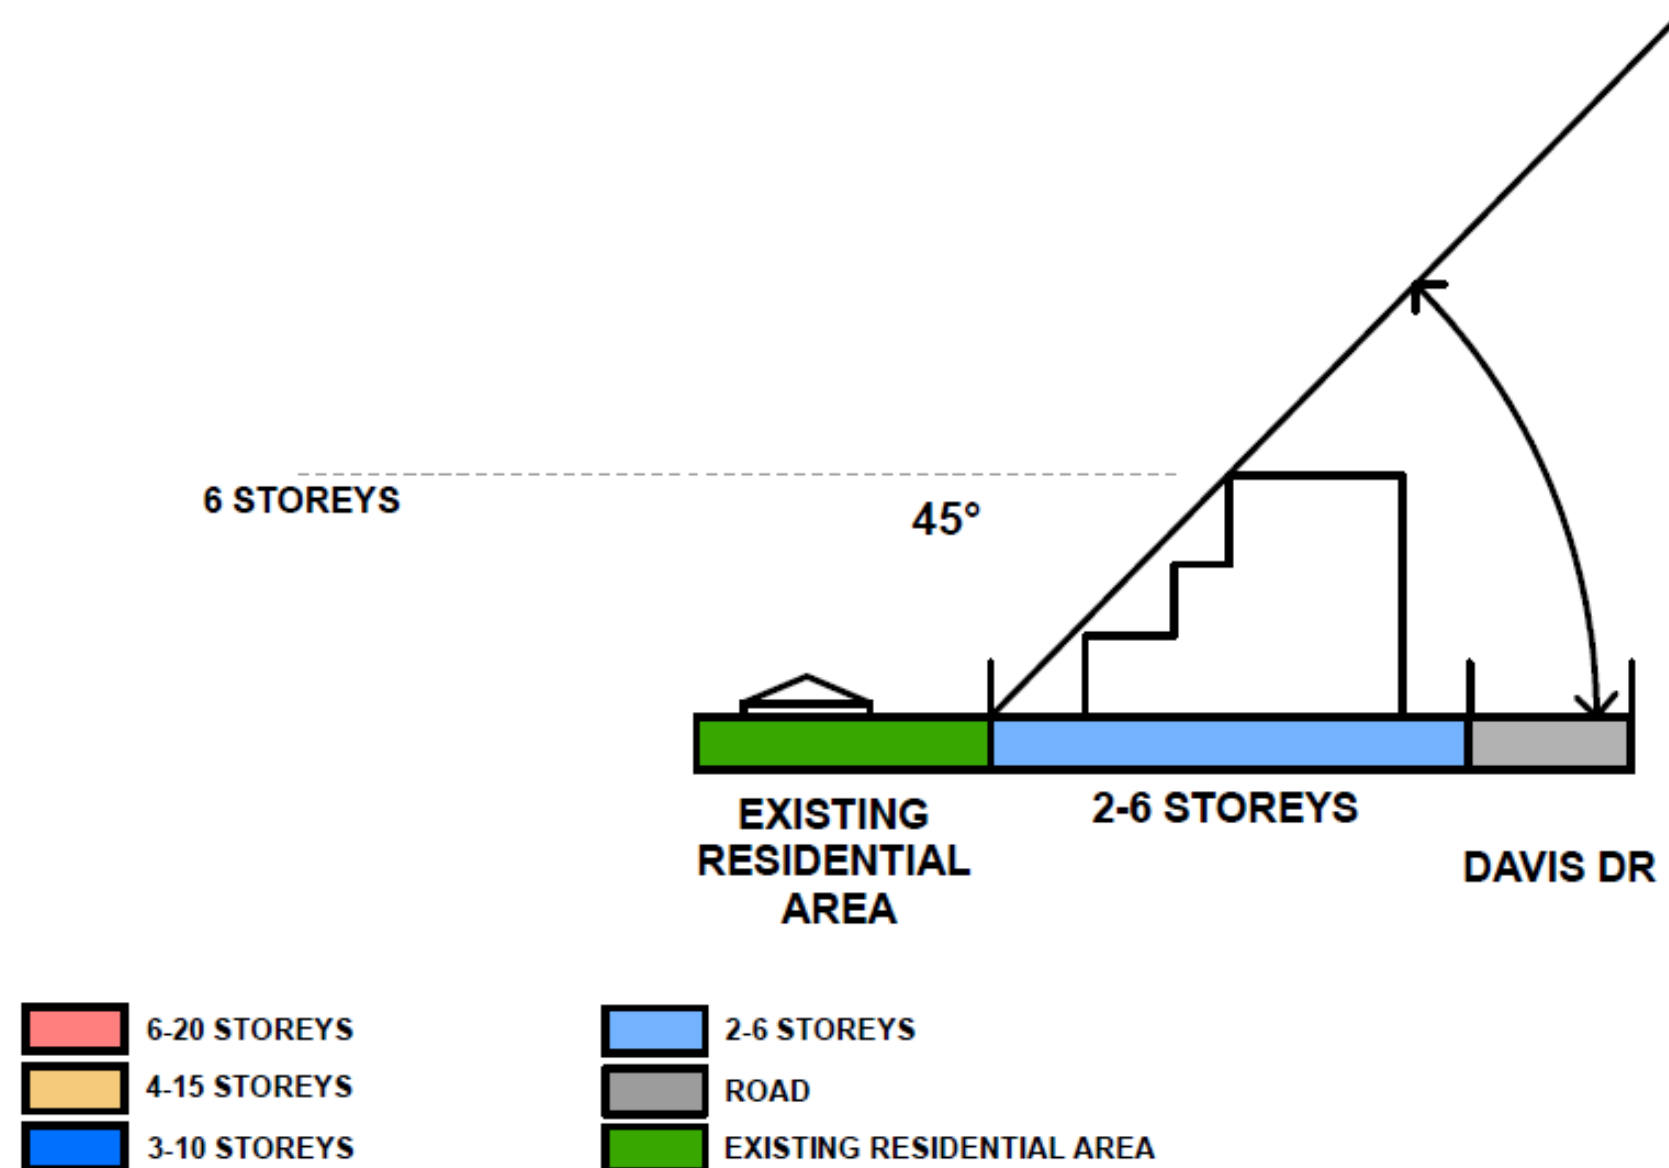 6 STOREYS
45°
EXISTING
RESIDENTIAL
AREA
2-6 STOREYS
DAVIS DR
6-20 STOREYS
4-15 STOREYS
3-10 STOREYS
2-6 STOREYS
ROAD
EXISTING RESIDENTIAL AREA